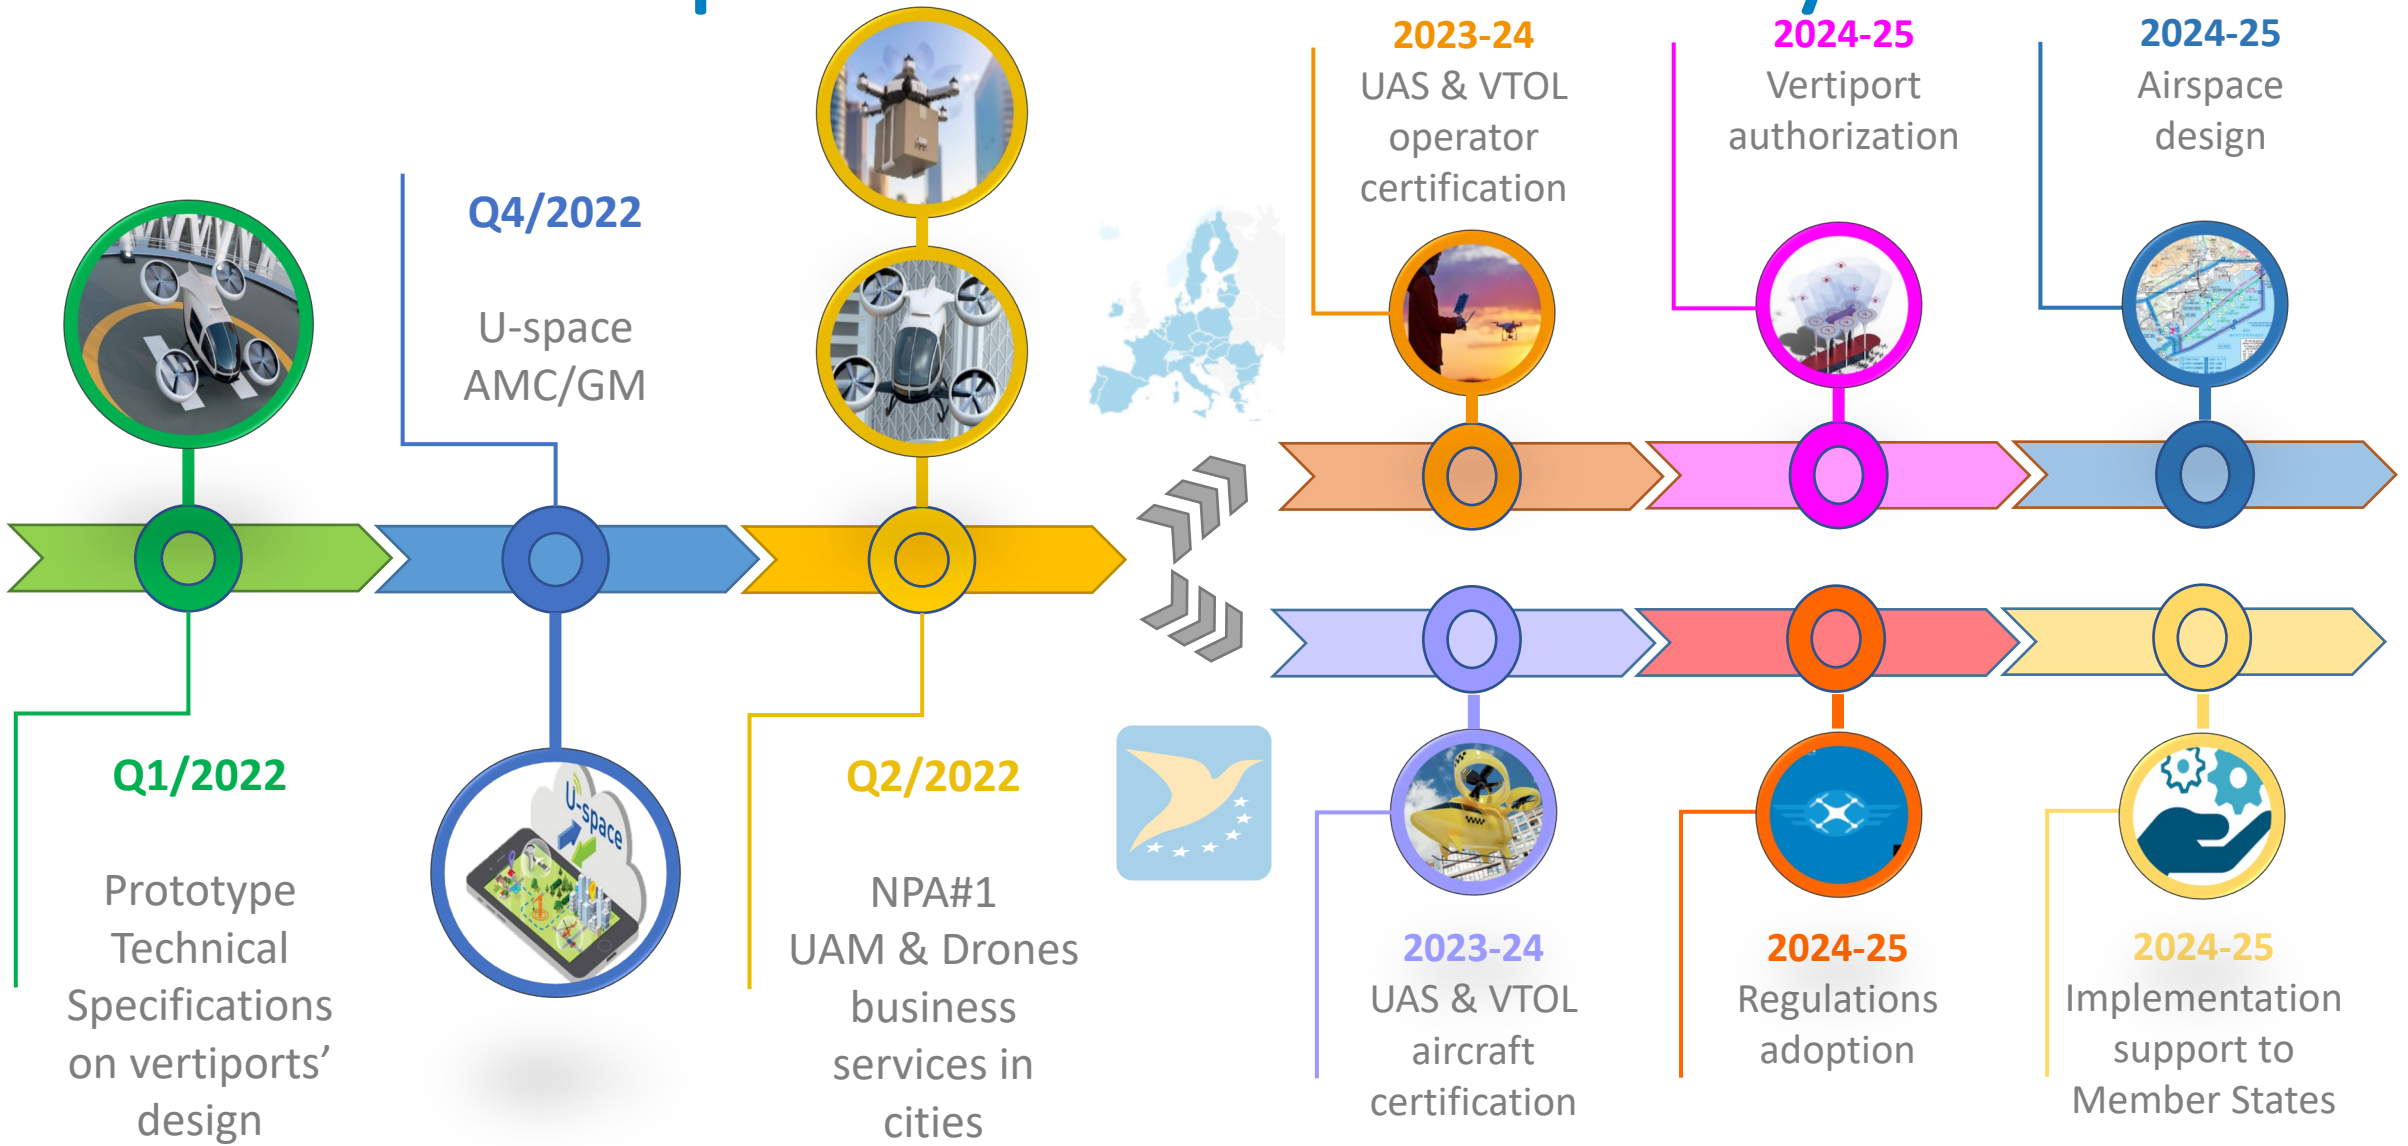 Q1/2022
Prototype
Technical
Specifications
on vertiports’
design
Q4/2022
U-space
AMC/GM
U-space
Q2/2022
NPA#1
UAM & Drones
business
services in
cities
2023-24
UAS & VTOL
operator
certification
2024-25
Vertiport
authorization
2024-25
Airspace
design
2023-24
UAS & VTOL
aircraft
certification
2024-25
Regulations
adoption
2024-25
Implementation
support to
Member States